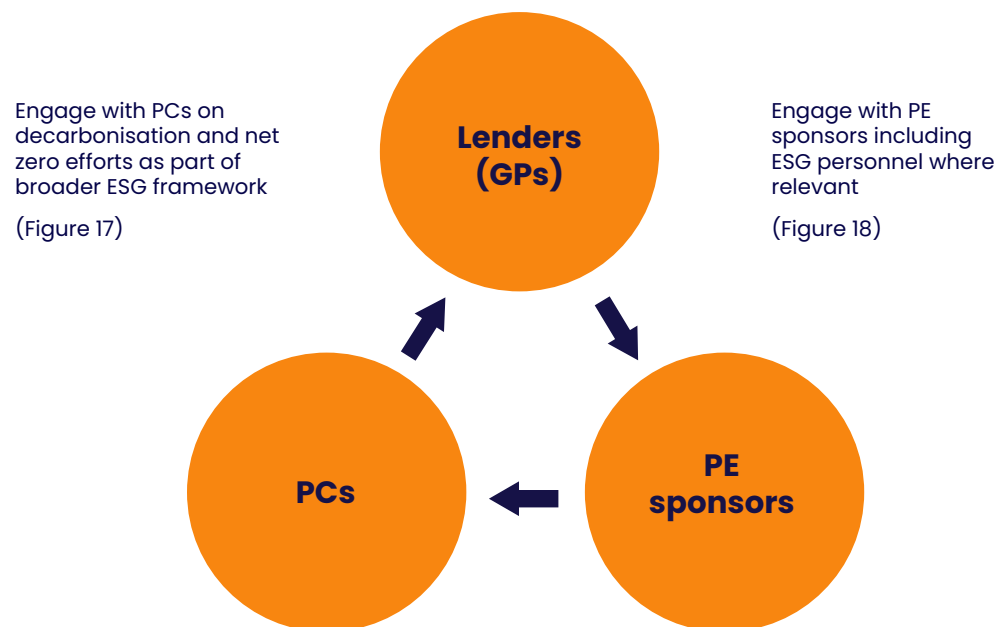 Engage with PCs on
decarbonisation and net
zero efforts as part of
broader ESG framework
(Figure 17)
Lenders
(GPs)
Engage with PE
sponsors including
ESG personnel where
relevant
(Figure 18)
PCs
PE
sponsors